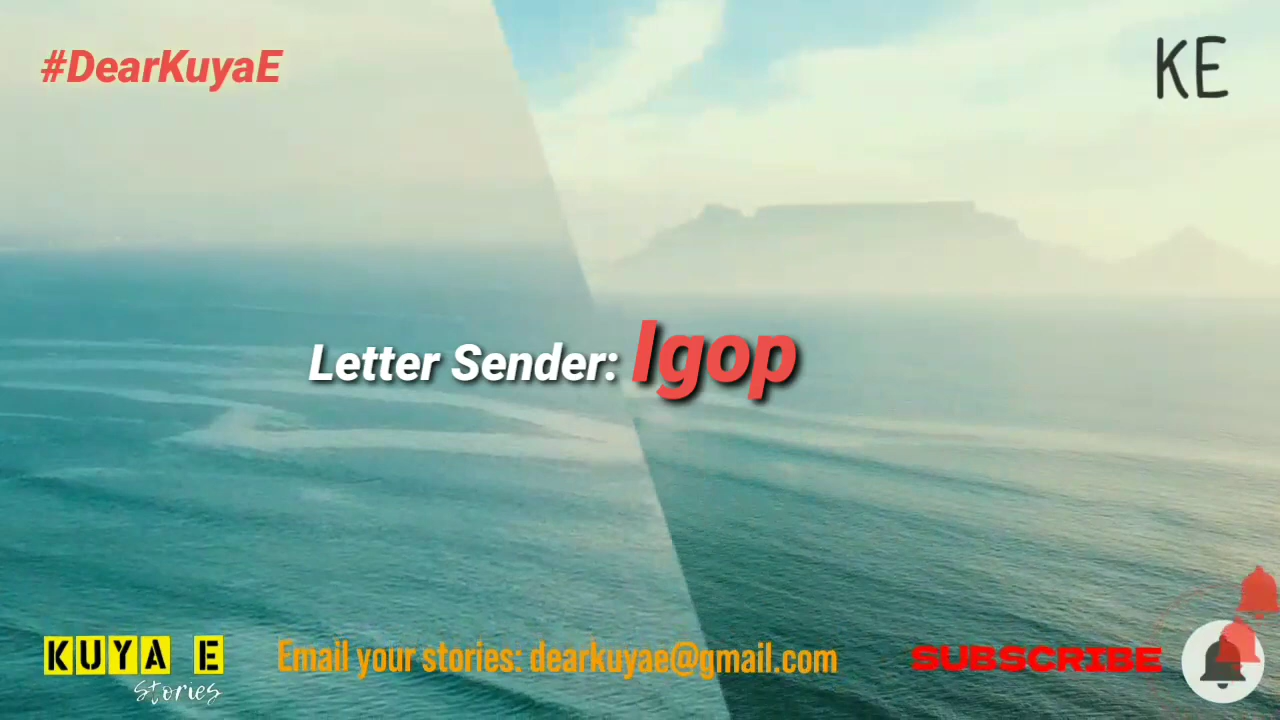 #DearKuyaE
KE
Letter Sender: Igop
KUYA E
Stories
Email your stories: dearkuyae@gmail.com
SUBSCRIBE